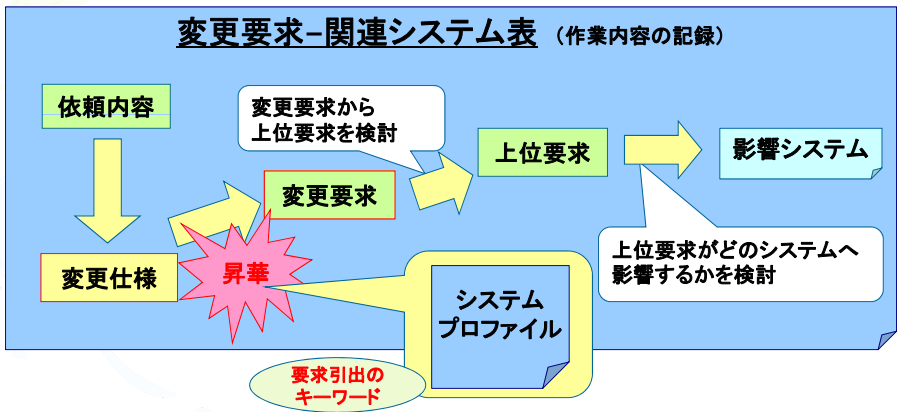 変更要求−関連システム表 (作業内容の記録)
依頼内容
変更要求から
上位要求を検討
上位要求
影響システム
変更要求
上位要求がどのシステムへ
影響するかを検討
変更仕様
昇華
システム
プロファイル
要求引出の
キーワード